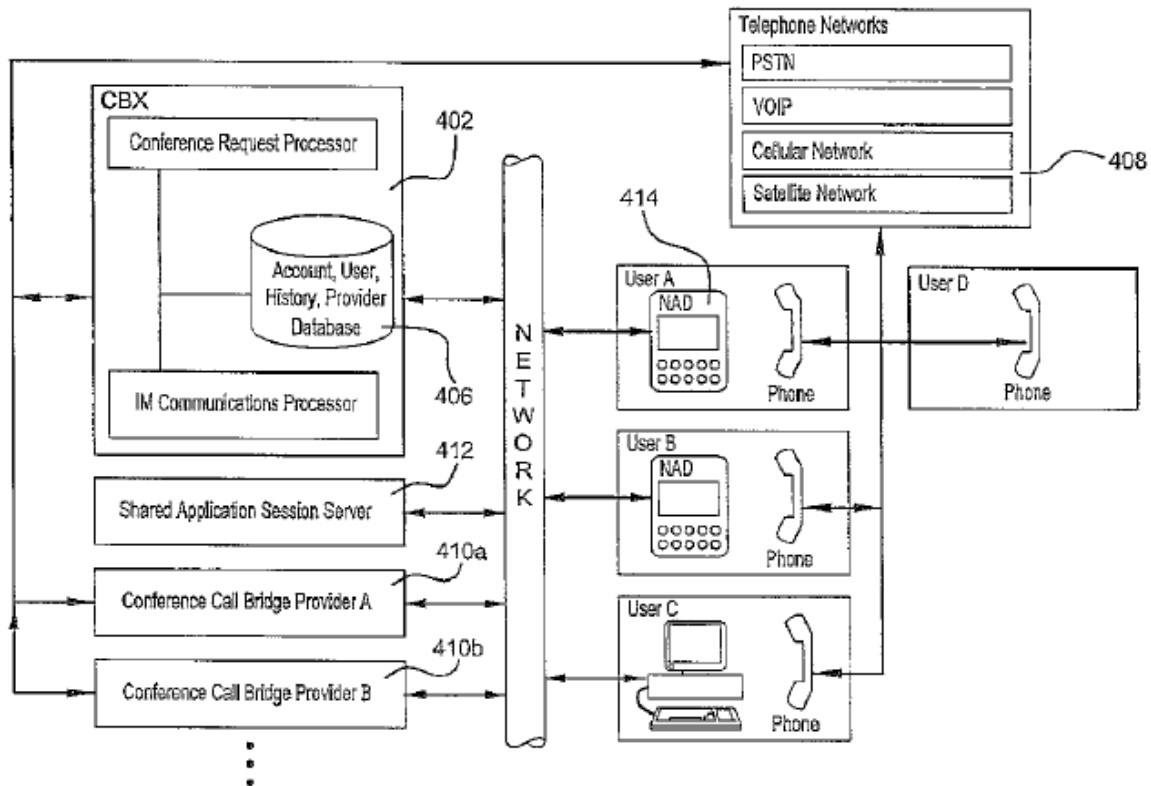 Telephone Networks
PSTN
VOIP
Cellular Network
Satellite Network
408
CBX
Conference Request Processor
402
Account, User,
History, Provider
Database
406
IM Communications Processor
412
Shared Application Session Server
410a
Conference Call Bridge Provider A
410b
Conference Call Bridge Provider B
NETWORK
414
User A
NAD
Phone
User D
Phone
User B
NAD
Phone
User C
Phone